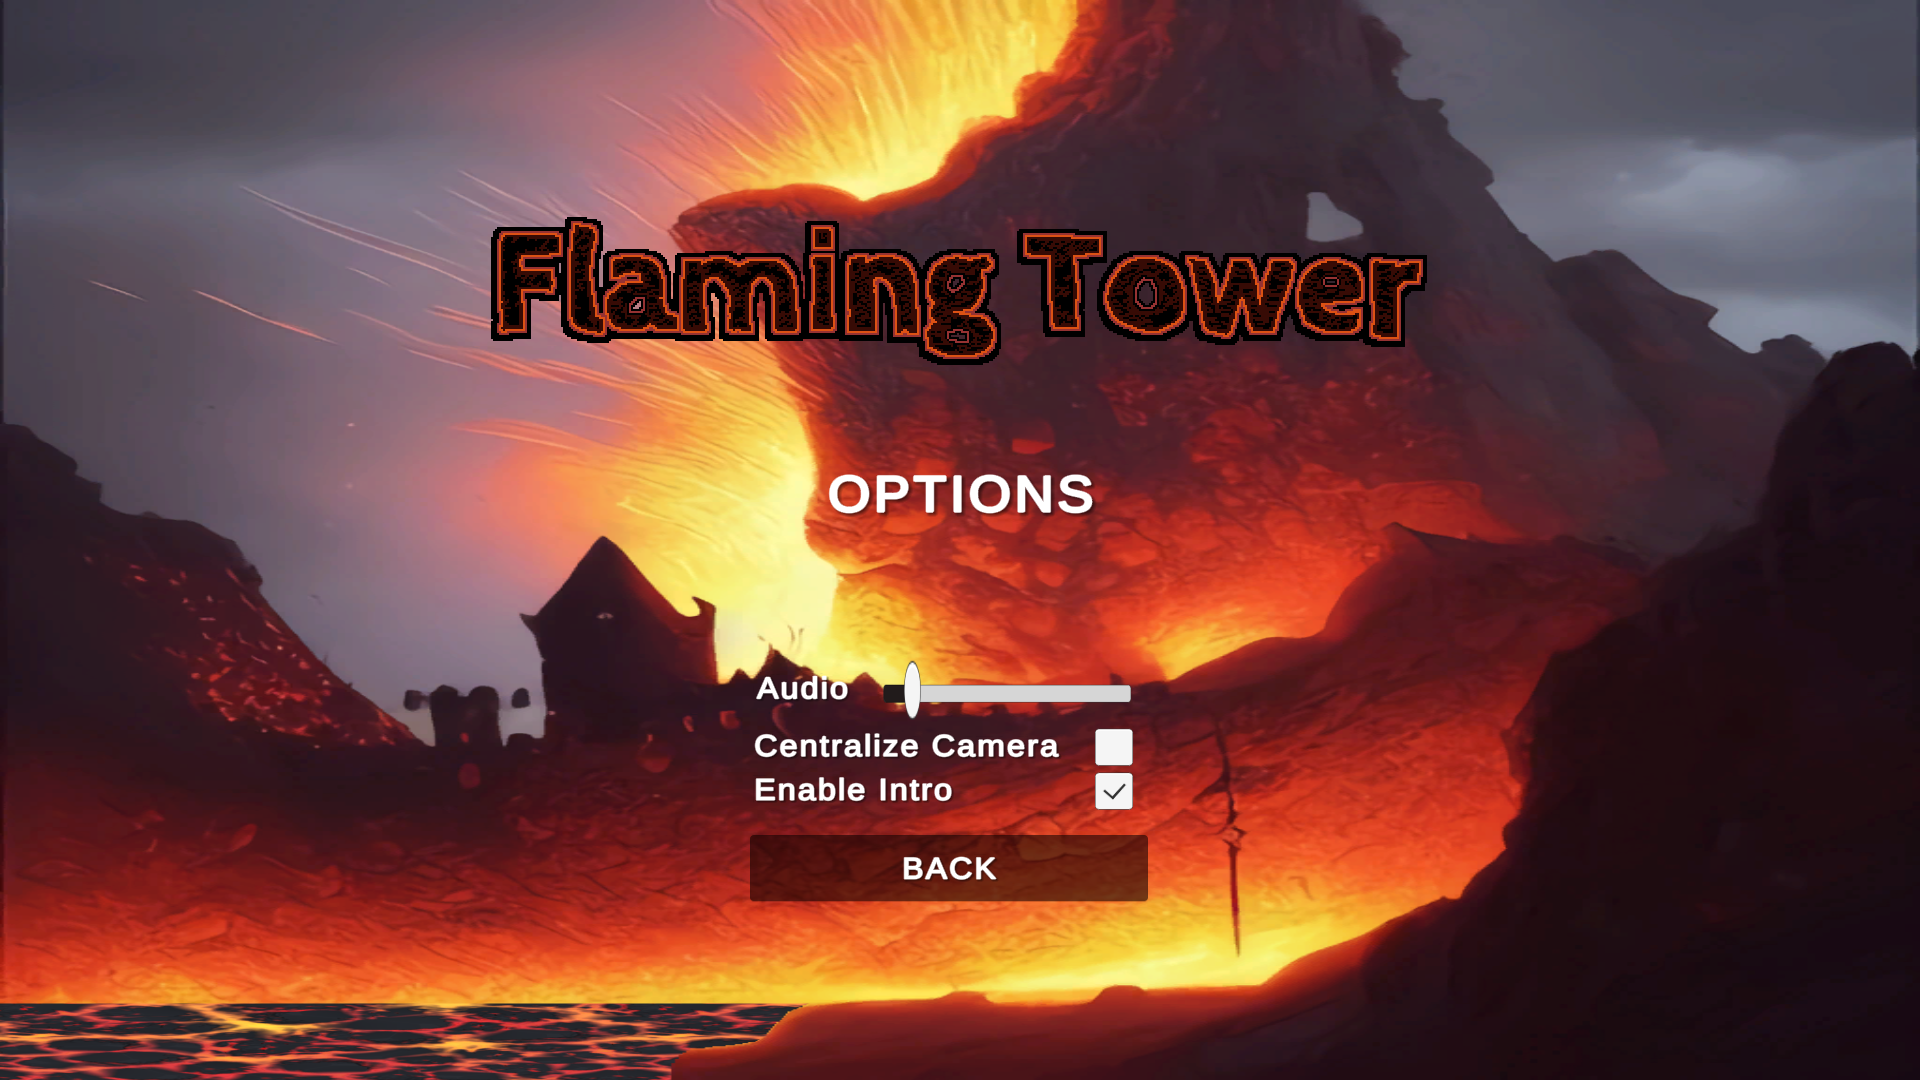 Flaming Tower
OPTIONS
Audio
Centralize Camera
Enable Intro
BACK